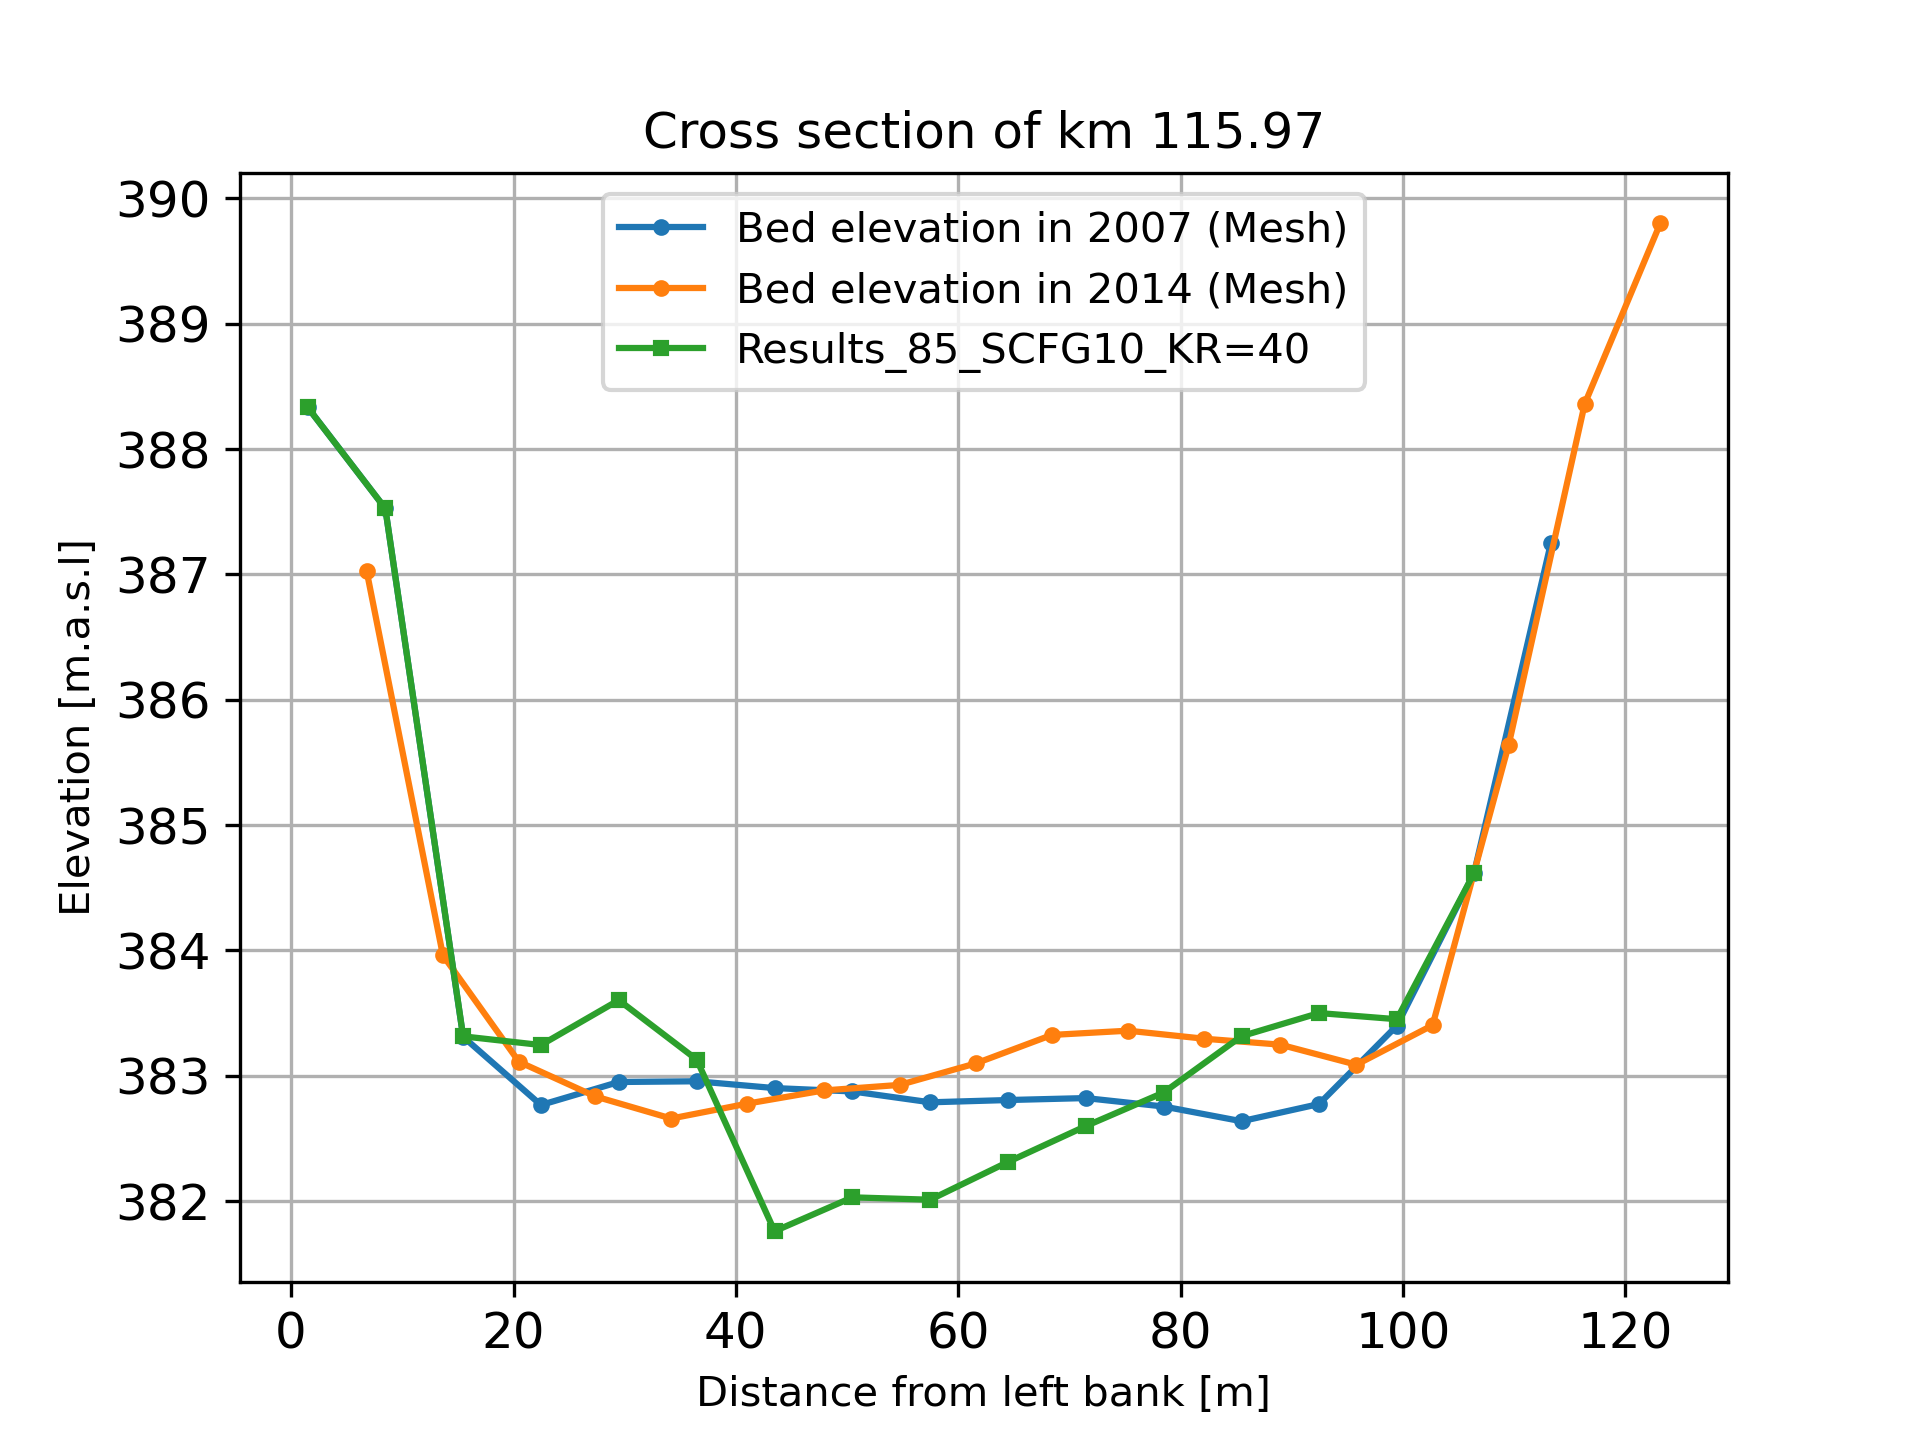 Cross section of km 115.97
Bed elevation in 2007 (Mesh)
Bed elevation in 2014 (Mesh)
Results_85_SCFG10_KR=40
390
389
388
387
386
385
384
383
382
Elevation [m.a.s.l]
0 20 40 60 80 100 120
Distance from left bank [m]